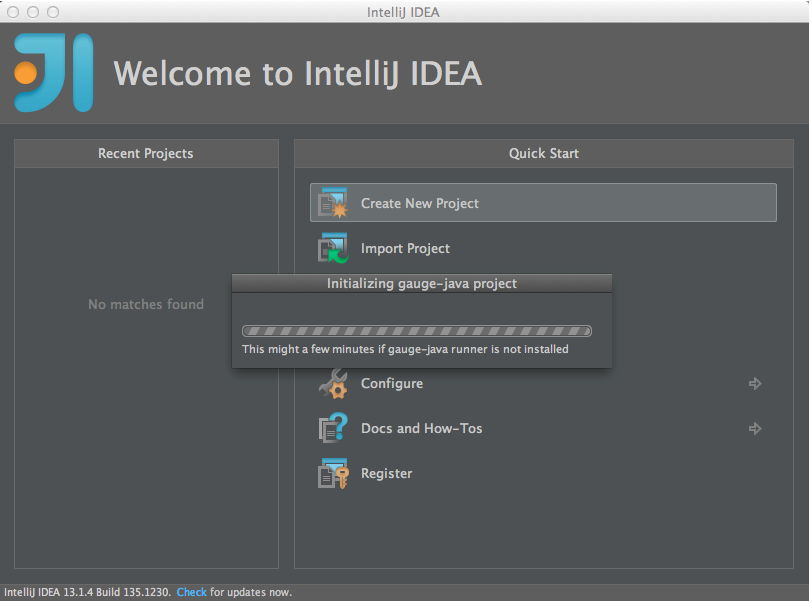 IntelliJ IDEA
Welcome to IntelliJ IDEA
Recent Projects
No matches found
Quick Start
Create New Project
Import Project
Initializing gauge-java project
This might a few minutes if gauge-java runner is not installed
Configure
Docs and How-Tos
Register
IntelliJ IDEA 13.1.4 Build 135.1230. Check for updates now.